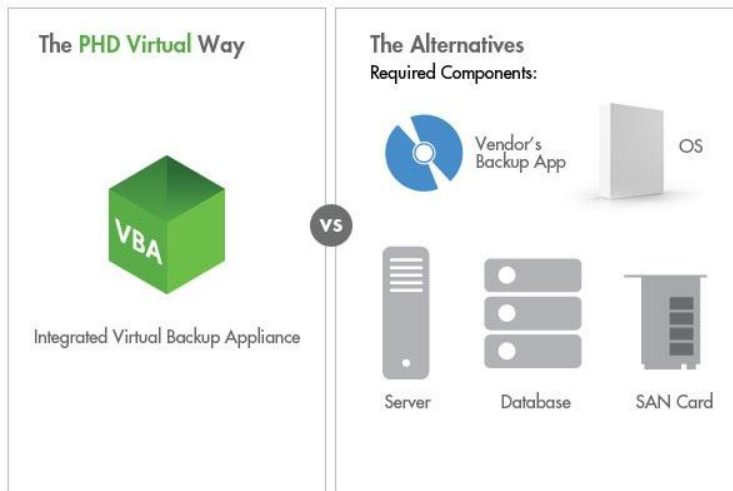 The PHD Virtual Way
VBA
Integrated Virtual Backup Appliance
vs
The Alternatives
Required Components:
Vendor's
Backup App
OS
Server
Database
SAN Card